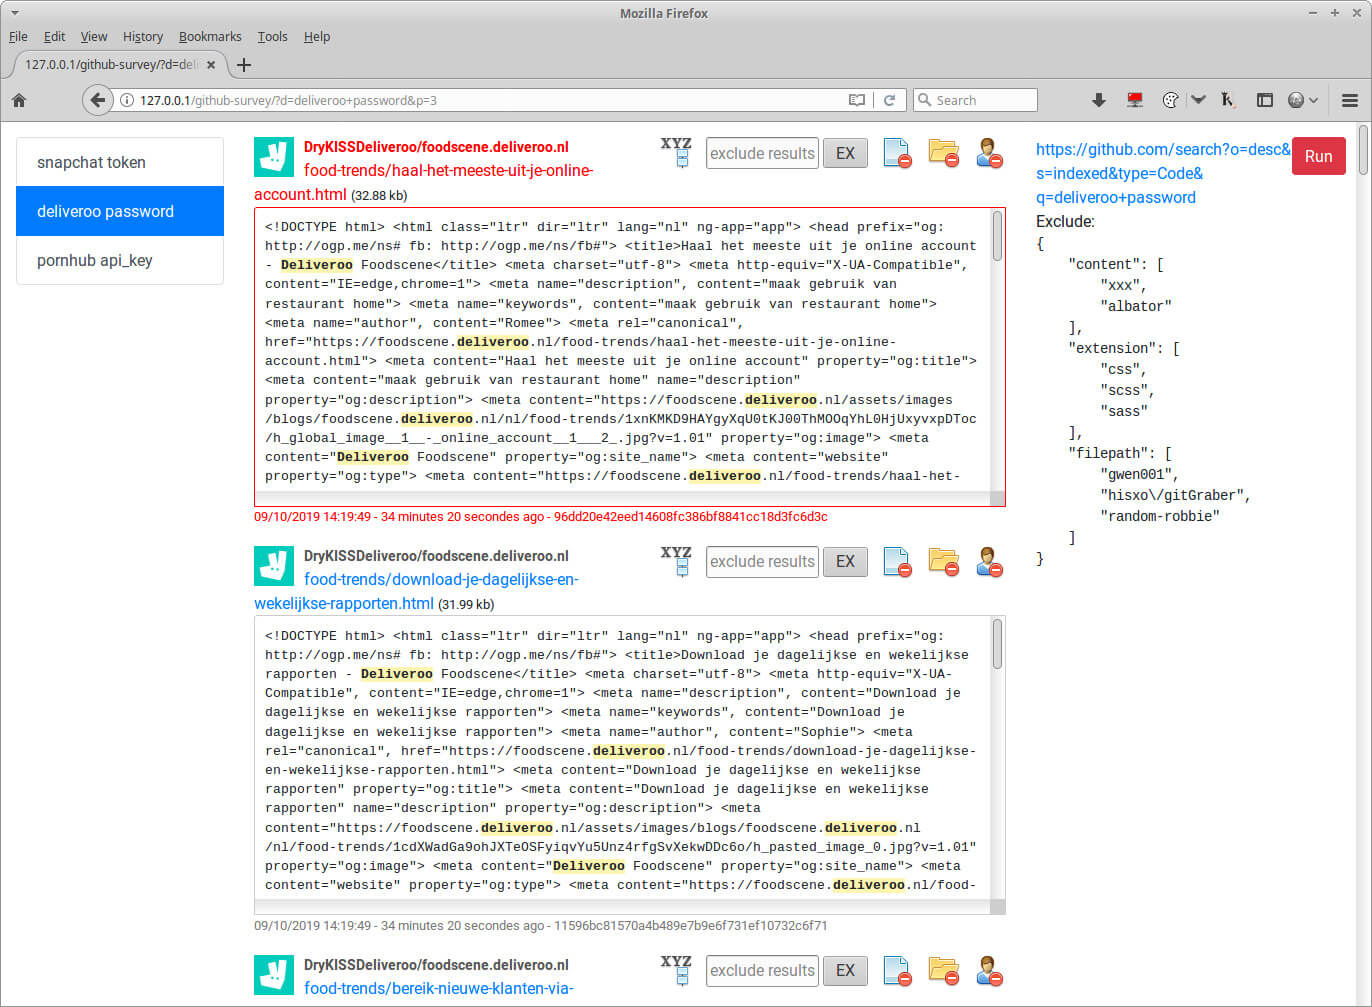 Mozilla Firefox
File Edit View History Bookmarks Tools Help
127.0.0.1/github-survey/?d=deli
127.0.0.1/github-survey/?d=deliveroo+password&p=3
Search
snapchat token
deliveroo password
pornhub api_key
DryKISSDeliveroo/foodscene.deliveroo.nl
XYZ
exclude results
EX
food-trends/haal-het-meeste-uit-je-online-
account.html (32.88 kb)
<!DOCTYPE html> <html class="ltr" dir="ltr" lang="nl" ng-app="app"> <head prefix="og:
http://ogp.me/ns# fb: http://ogp.me/ns/fb#"> <title>Haal het meeste uit je online account
- Deliveroo Foodscene</title> <meta charset="utf-8"> <meta http-equiv="X-UA-Compatible",
content="IE=edge,chrome=1"> <meta name="description", content="maak gebruik van
restaurant home"> <meta name="keywords", content="maak gebruik van restaurant home">
<meta name="author", content="Romee"> <meta rel="canonical",
href="https://foodscene.deliveroo.nl/food-trends/haal-het-meeste-uit-je-online-
account.html"> <meta content="Haal het meeste uit je online account" property="og:title">
<meta content="maak gebruik van restaurant home" name="description"
property="og:description"> <meta content="https://foodscene.deliveroo.nl/assets/images
/blogs/foodscene.deliveroo.nl/nl/food-trends/1xnKMKD9HAYgyXqU0tKJ00ThMOOqYhL0HjUxyvxpDToc
/h_global_image__1__-_online_account__1___2_.jpg?v=1.01" property="og:image"> <meta
content="Deliveroo Foodscene" property="og:site_name"> <meta content="website"
property="og:type"> <meta content="https://foodscene.deliveroo.nl/food-trends/haal-het-
09/10/2019 14:19:49 - 34 minutes 20 secondes ago - 96dd20e42eed14608fc386bf8841cc18d3fc6d3c
DryKISSDeliveroo/foodscene.deliveroo.nl
XYZ
exclude results
EX
food-trends/download-je-dagelijkse-en-
wekelijkse-rapporten.html (31.99 kb)
<!DOCTYPE html> <html class="ltr" dir="ltr" lang="nl" ng-app="app"> <head prefix="og:
http://ogp.me/ns# fb: http://ogp.me/ns/fb#"> <title>Download je dagelijkse en wekelijkse
rapporten - Deliveroo Foodscene</title> <meta charset="utf-8"> <meta http-equiv="X-UA-
Compatible", content="IE=edge,chrome=1"> <meta name="description", content="Download je
dagelijkse en wekelijkse rapporten"> <meta name="keywords", content="Download je
dagelijkse en wekelijkse rapporten"> <meta name="author", content="Sophie"> <meta
rel="canonical", href="https://foodscene.deliveroo.nl/food-trends/download-je-dagelijkse-
en-wekelijkse-rapporten.html"> <meta content="Download je dagelijkse en wekelijkse
rapporten" property="og:title"> <meta content="Download je dagelijkse en wekelijkse
rapporten" name="description" property="og:description"> <meta
content="https://foodscene.deliveroo.nl/assets/images/blogs/foodscene.deliveroo.nl
/nl/food-trends/1cdXWadGa9ohJXTeOSFyiqvYu5Unz4rfgSvXekwDDc6o/h_pasted_image_0.jpg?v=1.01"
property="og:image"> <meta content="Deliveroo Foodscene" property="og:site_name"> <meta
content="website" property="og:type"> <meta content="https://foodscene.deliveroo.nl/food-
09/10/2019 14:19:49 - 34 minutes 20 secondes ago - 11596bc81570a4b489e7b9e6f731ef10732c6f71
DryKISSDeliveroo/foodscene.deliveroo.nl
XYZ
exclude results
EX
food-trends/bereik-nieuwe-klanten-via-
https://github.com/search?o=desc&
s=indexed&type=Code&
q=deliveroo+password
Run
Exclude:
{
"content": [
"xxx",
"albator"
],
"extension": [
"css",
"scss",
"sass"
],
"filepath": [
"gwen001",
"hisxo\/gitGraber",
"random-robbie"
]
}